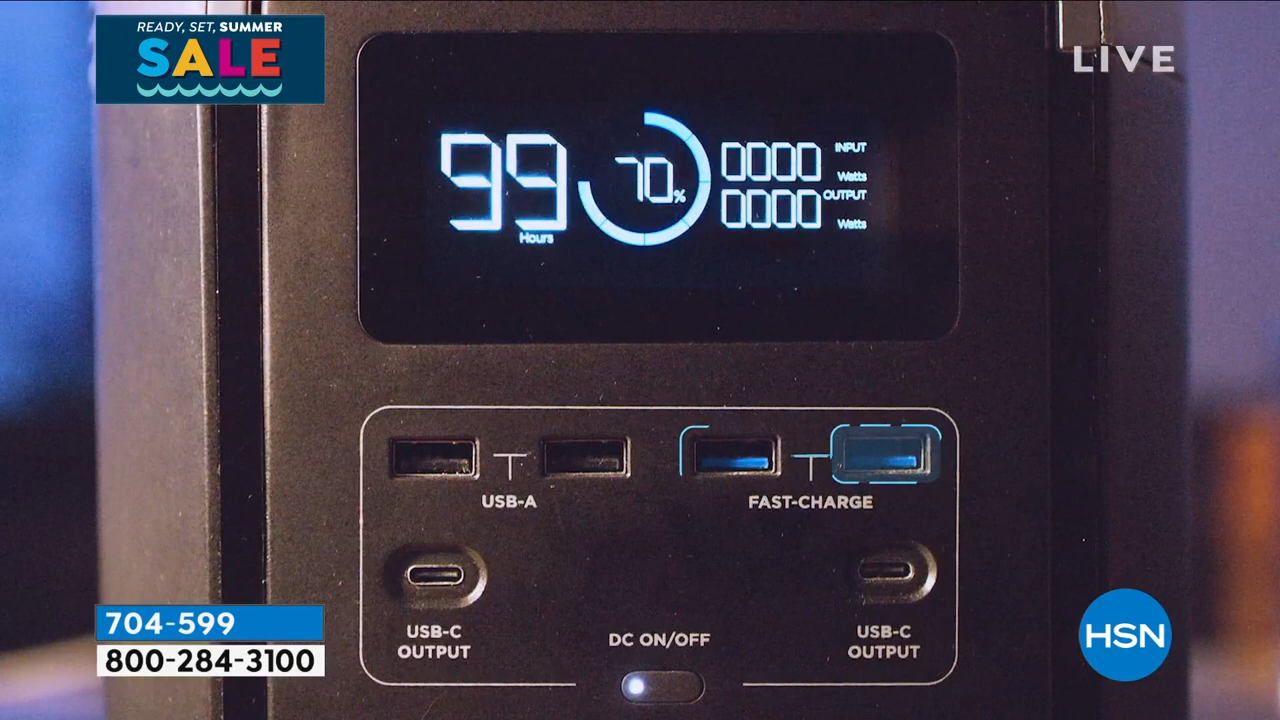 READY, SET, SUMMER
SALE
LIVE
99
Hours
70%
0000 INPUT
Watts
0000 OUTPUT
Watts
USB-A
FAST-CHARGE
USB-C
OUTPUT
DC ON/OFF
USB-C
OUTPUT
704-599
800-284-3100
HSN